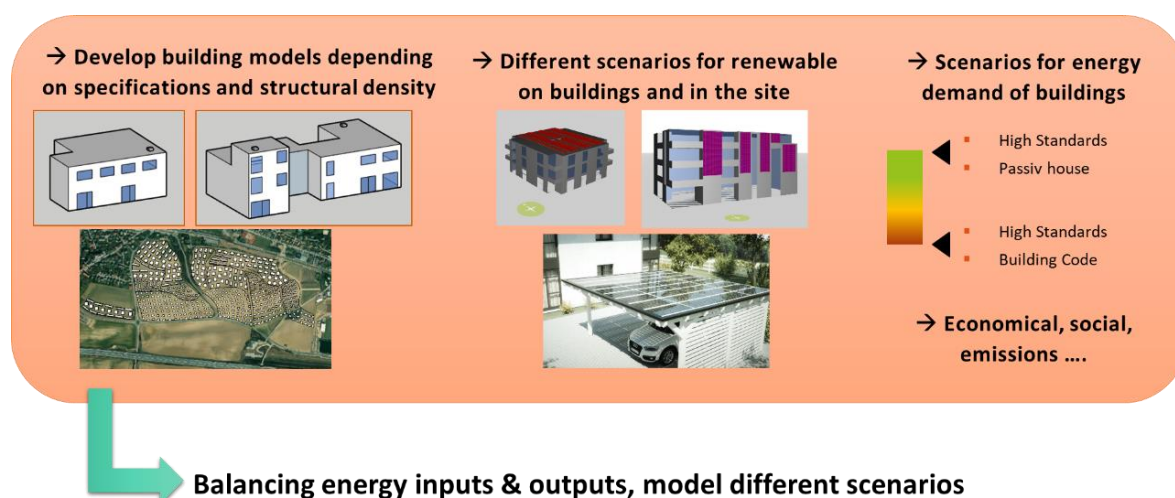 → Develop building models depending
on specifications and structural density
→ Different scenarios for renewable
on buildings and in the site
→ Scenarios for energy
demand of buildings
▪ High Standards
▪ Passiv house
▪ High Standards
▪ Building Code
→ Economical, social,
emissions ....
Balancing energy inputs & outputs, model different scenarios